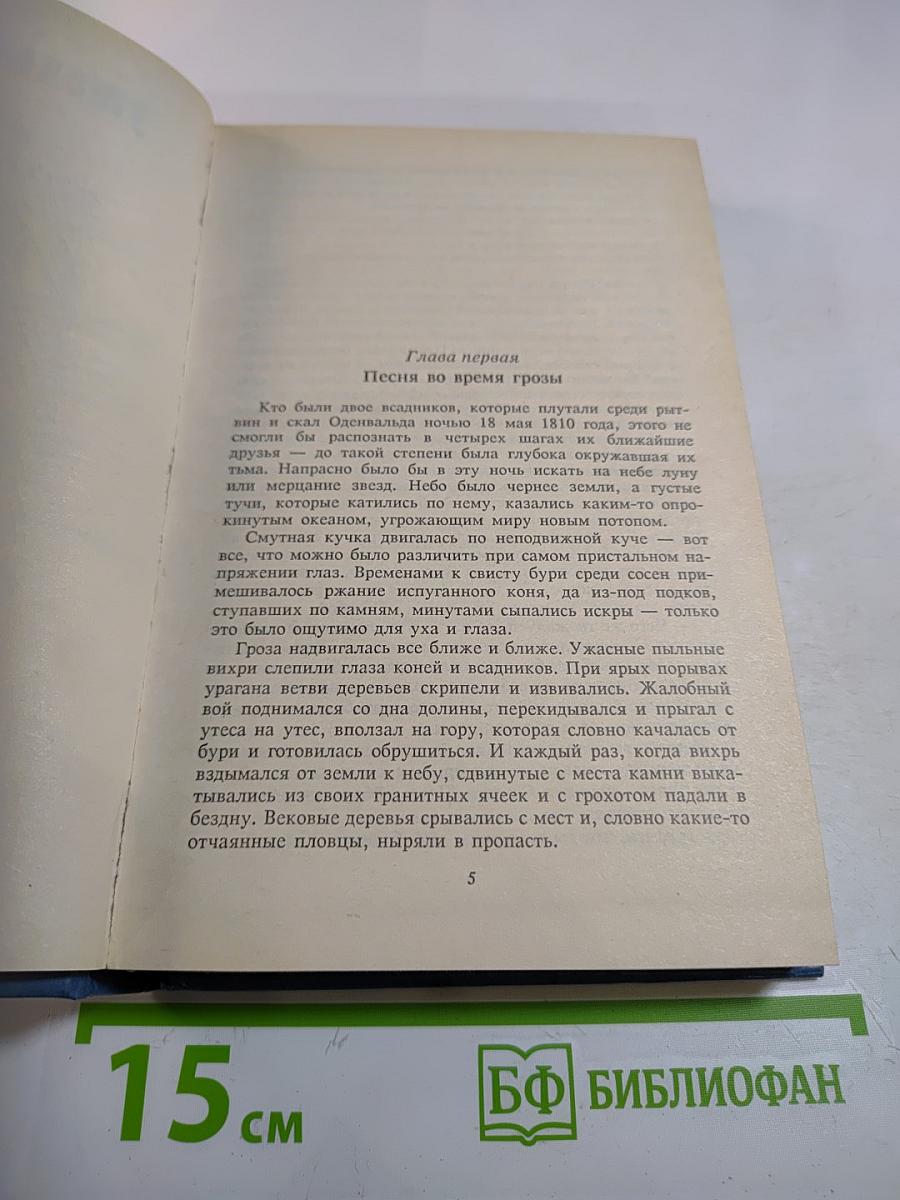 Глава первая
Песня во время грозы
Кто были двое всадников, которые плутали среди рыт-
вин и скал Оденвальда ночью 18 мая 1810 года, этого не
смогли бы распознать в четырех шагах их ближайшие
друзья — до такой степени была глубока окружавшая их
тьма. Напрасно было бы в эту ночь искать на небе луну
или мерцание звезд. Небо было чернее земли, а густые
тучи, которые катились по нему, казались каким-то опро-
кинутым океаном, угрожающим миру новым потопом.
Смутная кучка двигалась по неподвижной куче — вот
все, что можно было различить при самом пристальном на-
пряжении глаз. Временами к свисту бури среди сосен при-
мешивалось ржание испуганного коня, да из-под подков,
ступавших по камням, минутами сыпались искры — только
это было ощутимо для уха и глаза.
Гроза надвигалась все ближе и ближе. Ужасные пыльные
вихри слепили глаза коней и всадников. При ярых порывах
урагана ветви деревьев скрипели и извивались. Жалобный
вой поднимался со дна долины, перекидывался и прыгал с
утеса на утес, вползал на гору, которая словно качалась от
бури и готовилась обрушиться. И каждый раз, когда вихрь
вздымался от земли к небу, сдвинутые с места камни выка-
тывались из своих гранитных ячеек и с грохотом падали в
бездну. Вековые деревья срывались с мест и, словно какие-то
отчаянные пловцы, ныряли в пропасть.
5
15 см
БФ БИБЛИОФАН